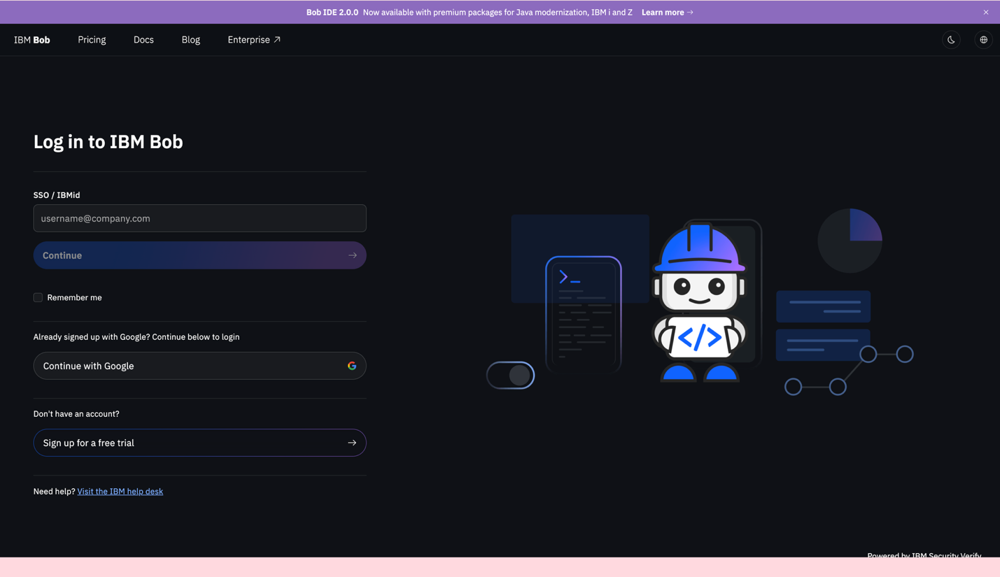 Bob IDE 2.0.0 Now available with premium packages for Java modernization, IBM i and Z Learn more →
IBM Bob Pricing Docs Blog Enterprise ↗
Log in to IBM Bob
SSO / IBMid
username@company.com
Continue →
Remember me
Already signed up with Google? Continue below to login
Continue with Google
Don't have an account?
Sign up for a free trial →
Need help? Visit the IBM help desk
>_
</>
Powered by IBM Security Verify